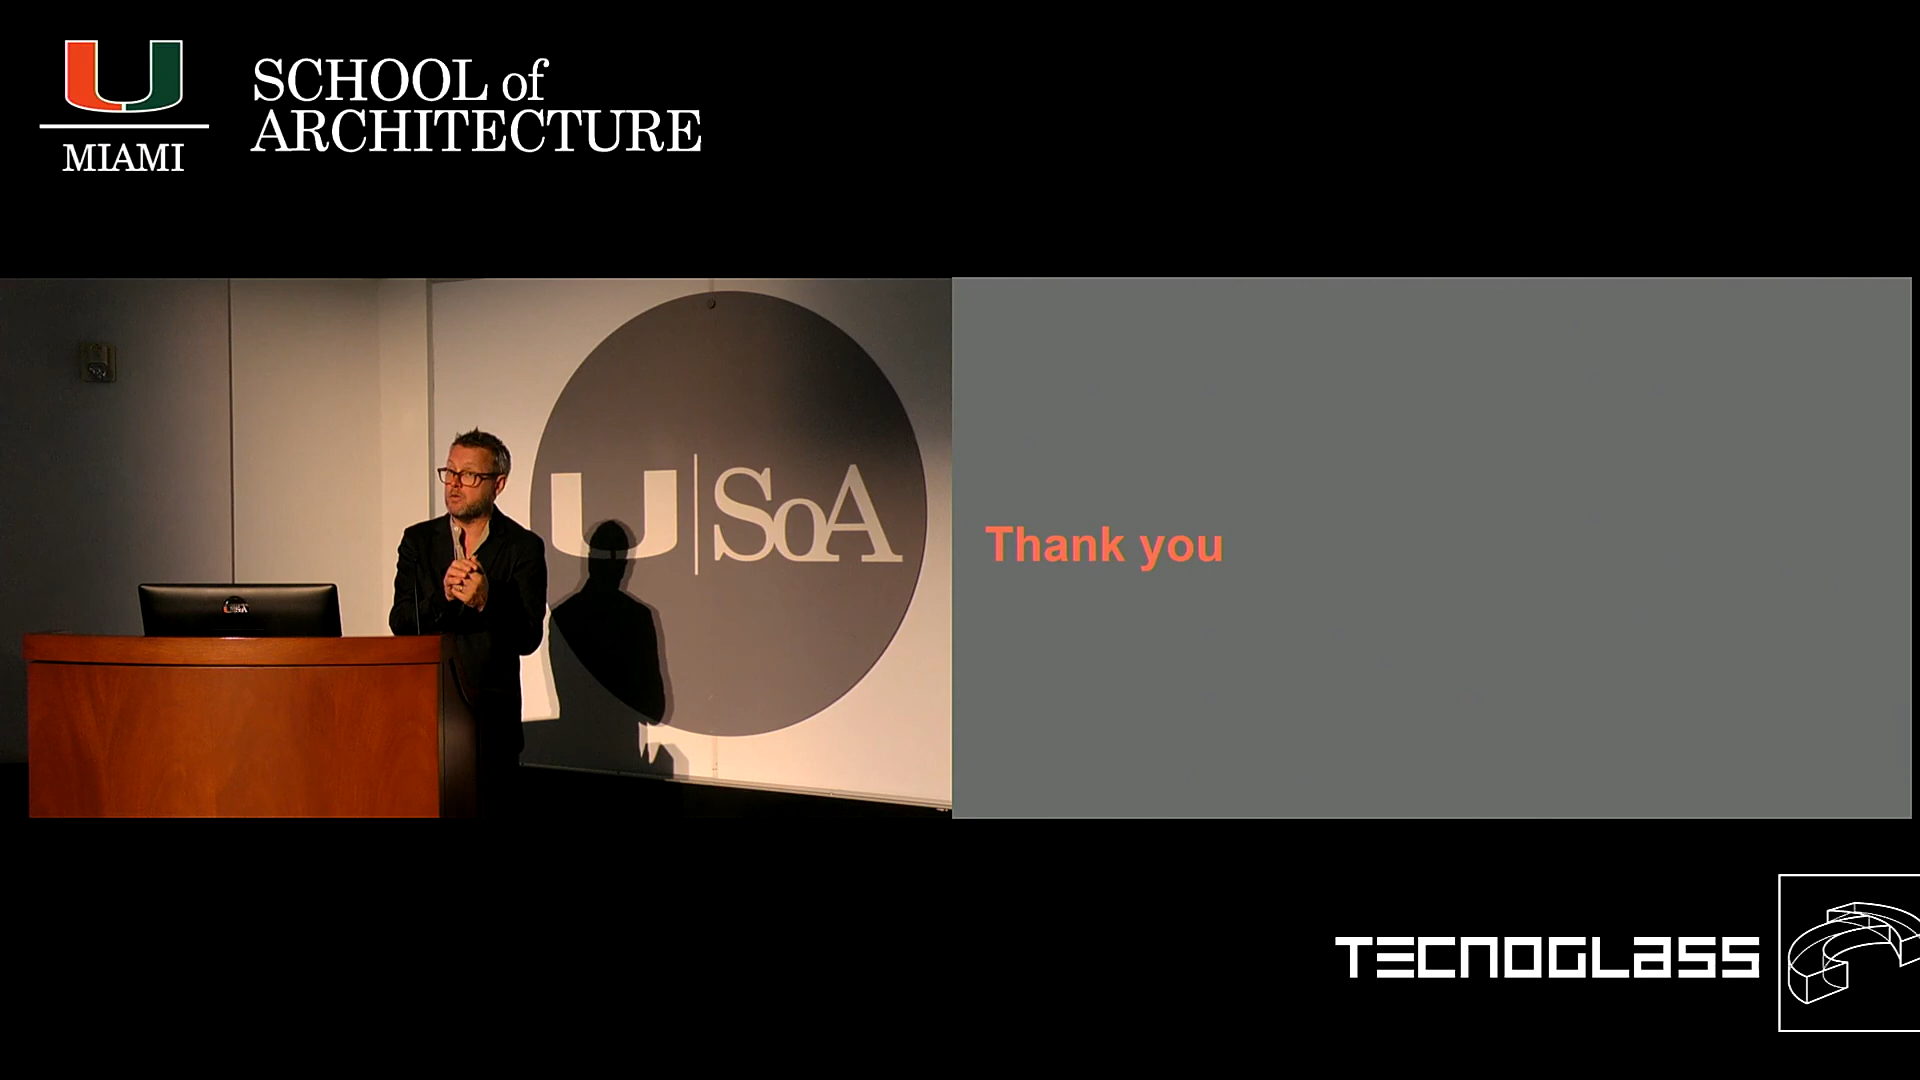 U
MIAMI
SCHOOL of
ARCHITECTURE
U SoA
Thank you
TECNOGLASS